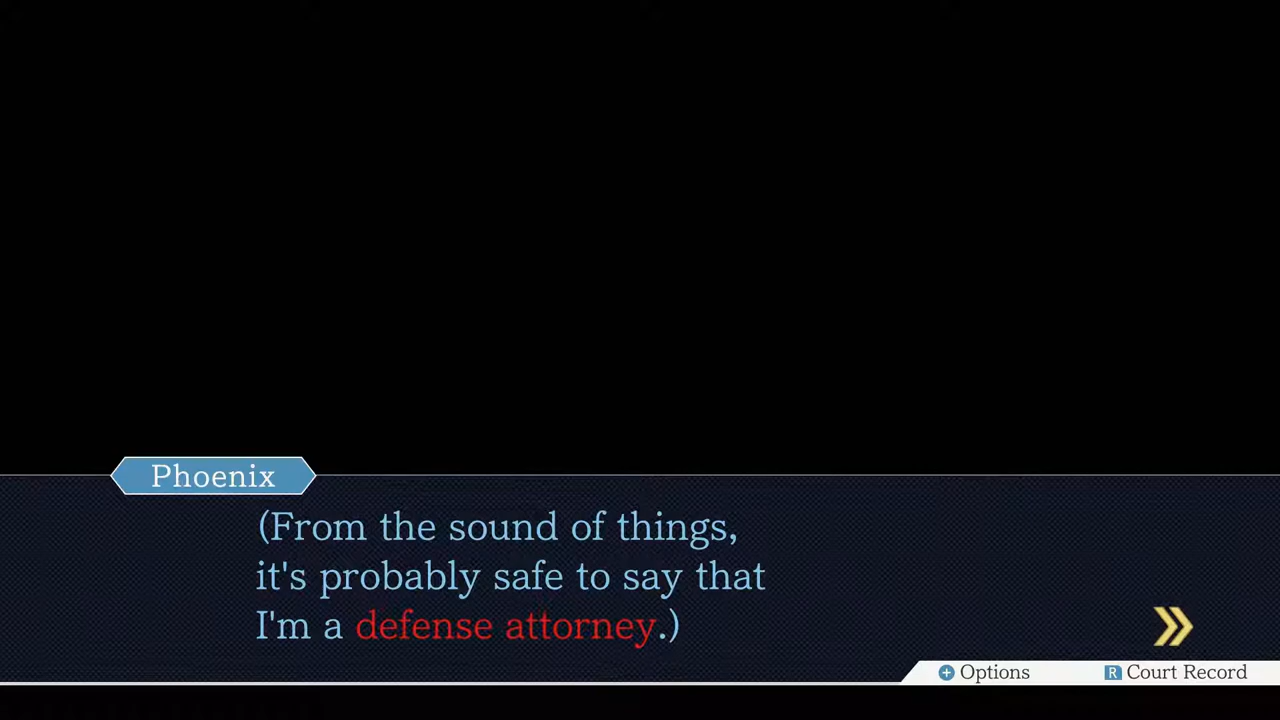 Phoenix
(From the sound of things,
it's probably safe to say that
I'm a defense attorney.)
+ Options
R Court Record